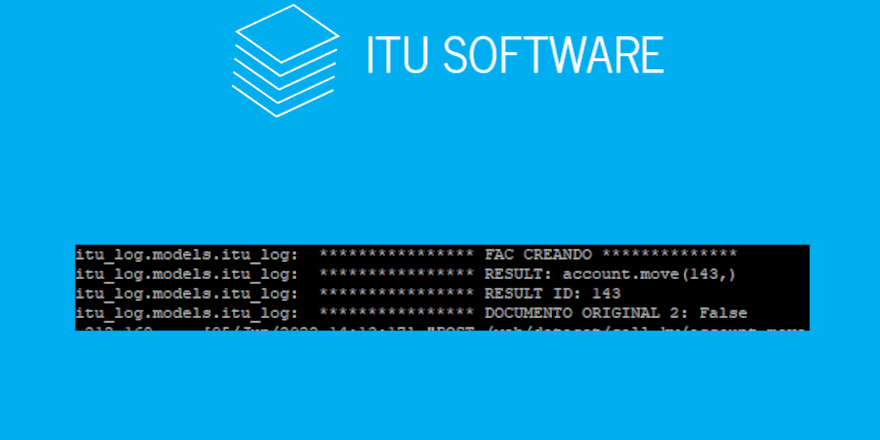 ITU SOFTWARE
itu_log.models.itu_log: **************** FAC CREANDO **************
itu_log.models.itu_log: **************** RESULT: account.move(143,)
itu_log.models.itu_log: **************** RESULT ID: 143
itu_log.models.itu_log: **************** DOCUMENTO ORIGINAL 2: False